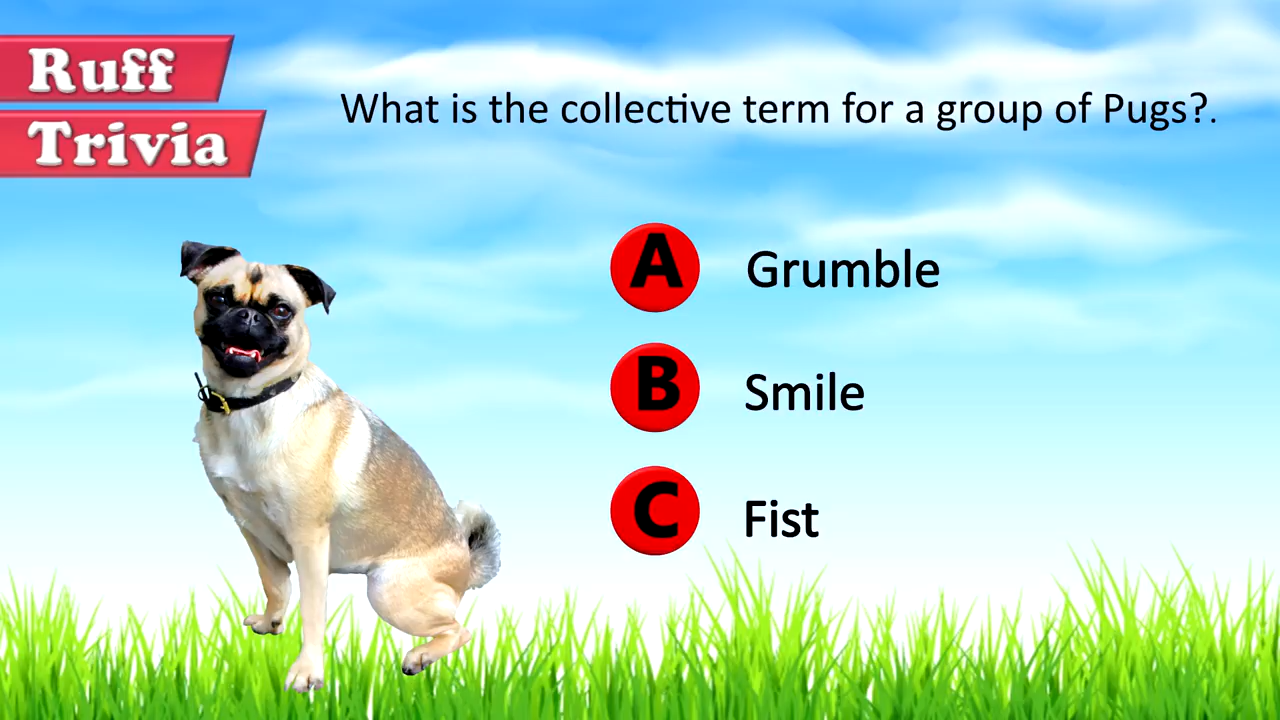 Ruff
Trivia
What is the collective term for a group of Pugs?.
A Grumble
B Smile
C Fist